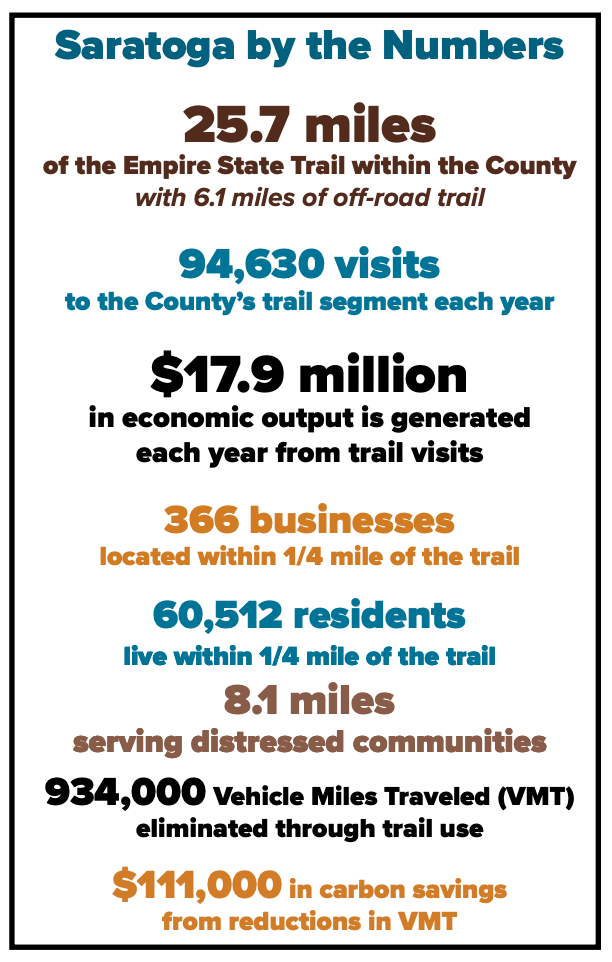 Saratoga by the Numbers
25.7 miles
of the Empire State Trail within the County
with 6.1 miles of off-road trail
94,630 visits
to the County’s trail segment each year
$17.9 million
in economic output is generated
each year from trail visits
366 businesses
located within 1/4 mile of the trail
60,512 residents
live within 1/4 mile of the trail
8.1 miles
serving distressed communities
934,000 Vehicle Miles Traveled (VMT)
eliminated through trail use
$111,000 in carbon savings
from reductions in VMT